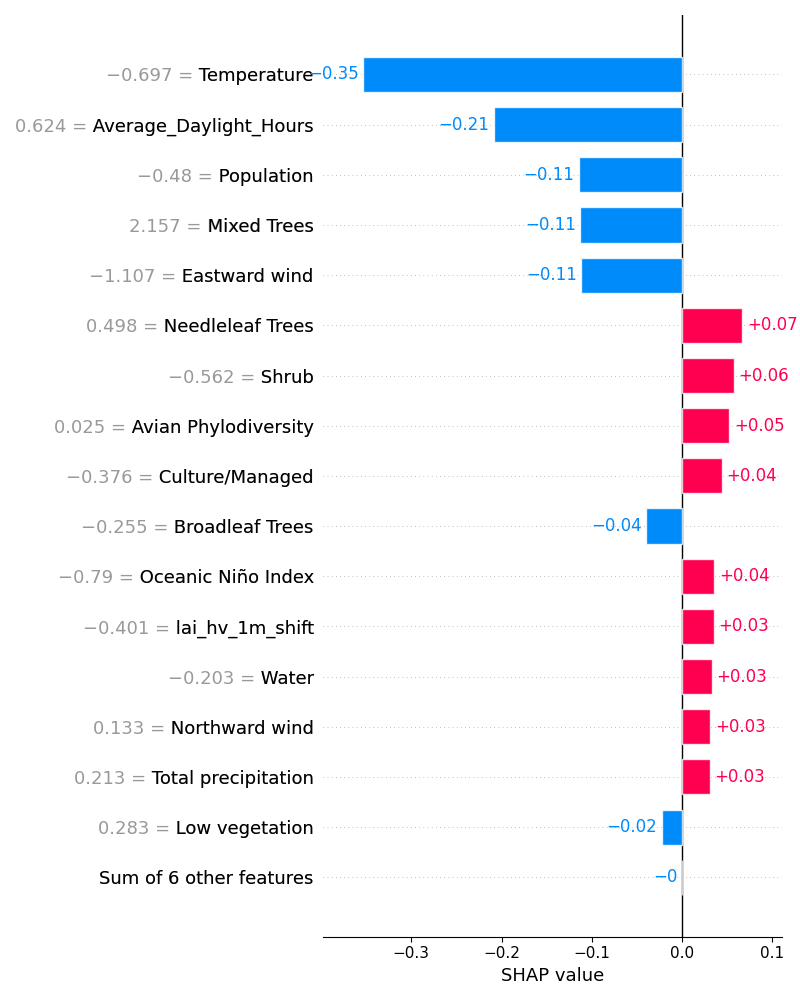 −0.697 = Temperature −0.35
0.624 = Average_Daylight_Hours −0.21
−0.48 = Population −0.11
2.157 = Mixed Trees −0.11
−1.107 = Eastward wind −0.11
0.498 = Needleleaf Trees +0.07
−0.562 = Shrub +0.06
0.025 = Avian Phylodiversity +0.05
−0.376 = Culture/Managed +0.04
−0.255 = Broadleaf Trees −0.04
−0.79 = Oceanic Niño Index +0.04
−0.401 = lai_hv_1m_shift +0.03
−0.203 = Water +0.03
0.133 = Northward wind +0.03
0.213 = Total precipitation +0.03
0.283 = Low vegetation −0.02
Sum of 6 other features −0
−0.3 −0.2 −0.1 0.0 0.1
SHAP value